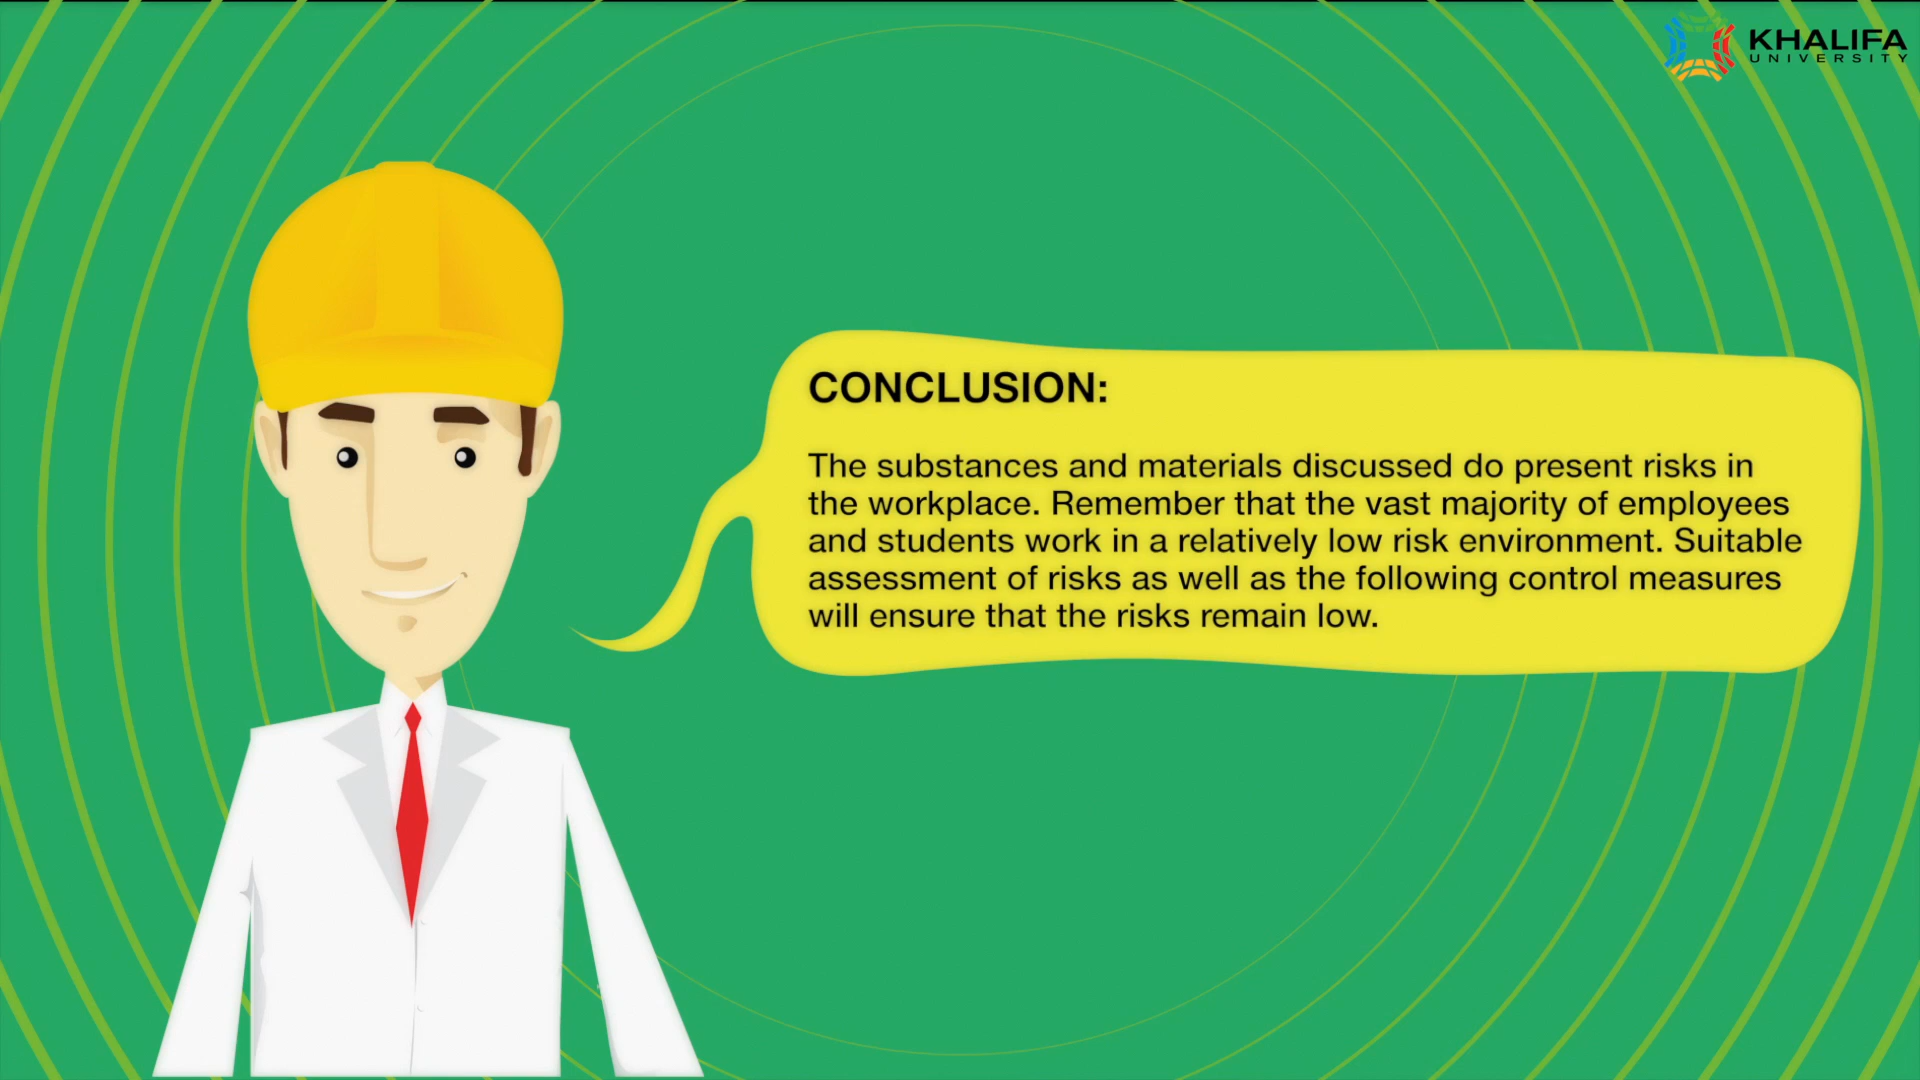 KHALIFA
UNIVERSITY
CONCLUSION:
The substances and materials discussed do present risks in
the workplace. Remember that the vast majority of employees
and students work in a relatively low risk environment. Suitable
assessment of risks as well as the following control measures
will ensure that the risks remain low.